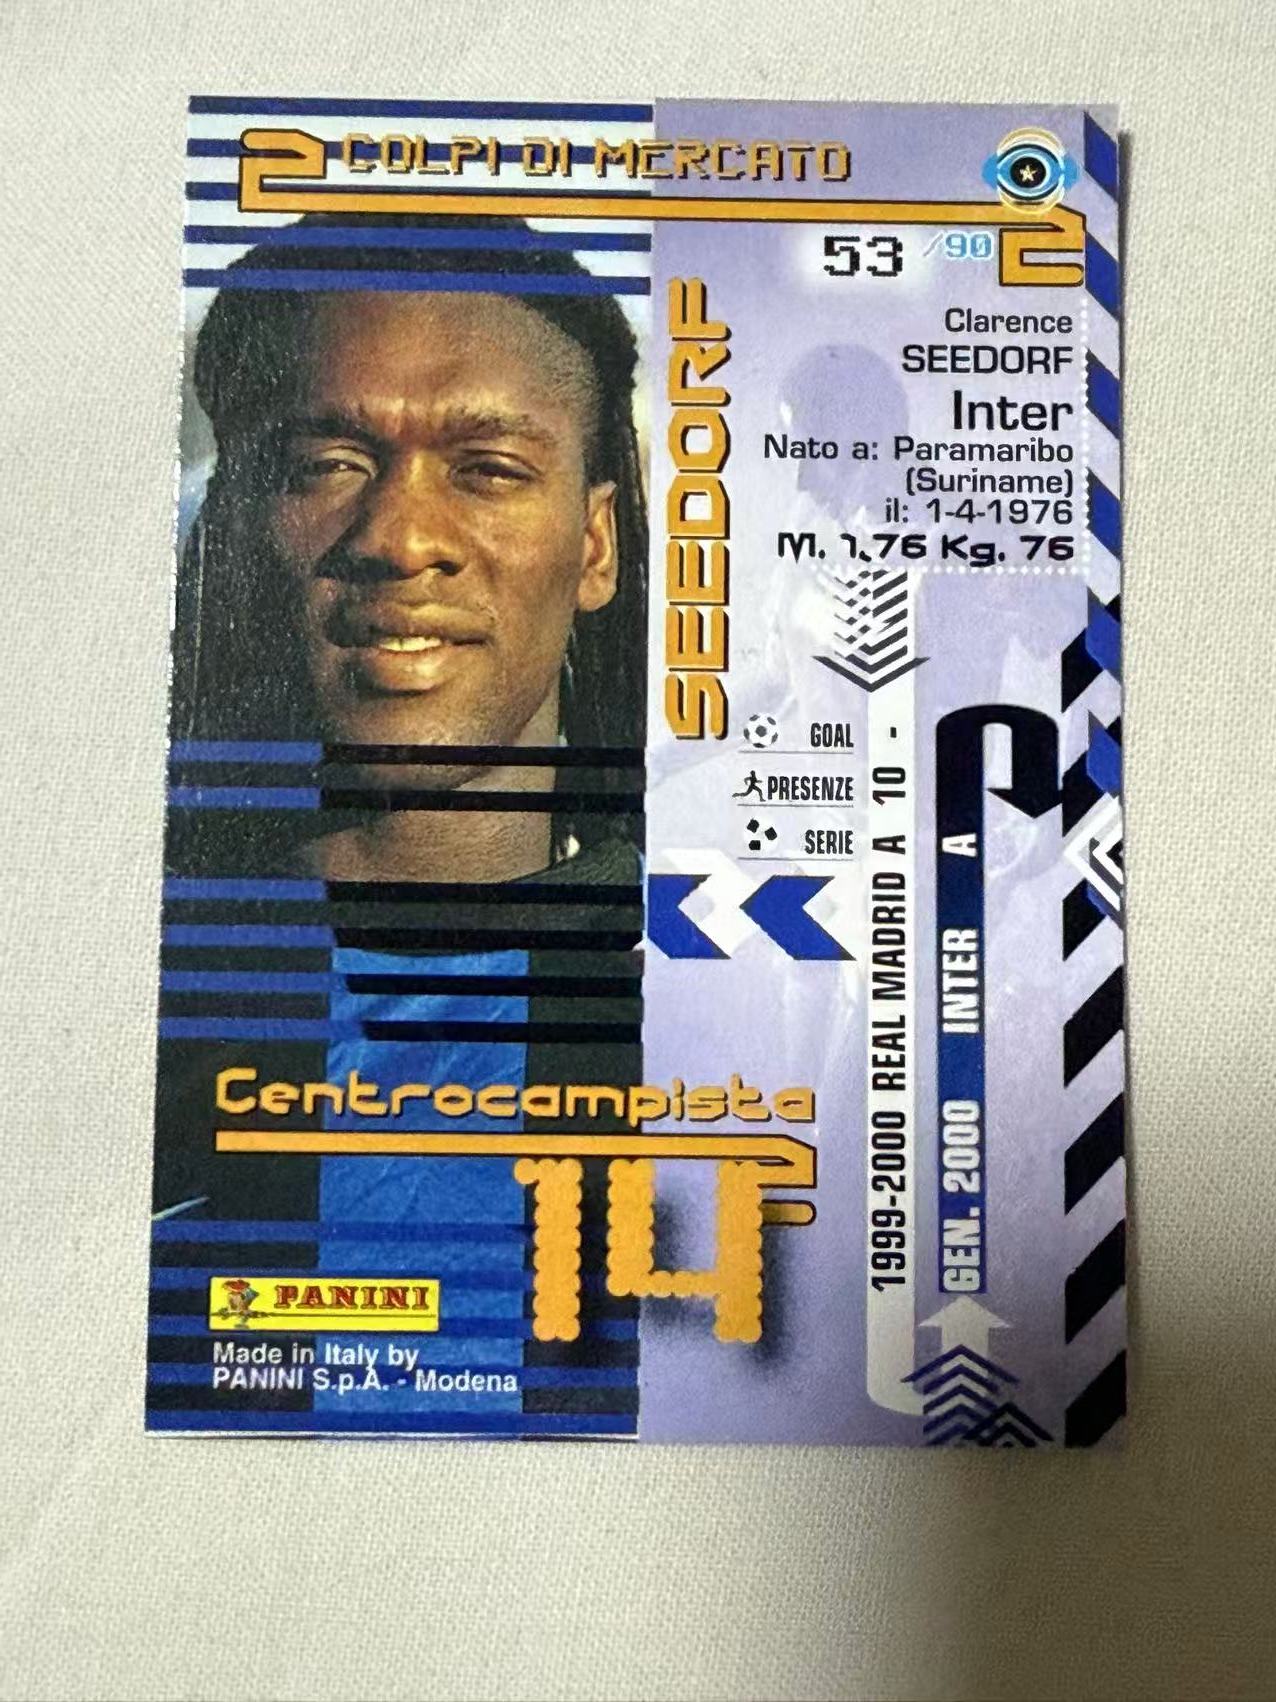 2 COLPI DI MERCATO 2
53 /90
Clarence
SEEDORF
Inter
Nato a: Paramaribo
(Suriname)
il: 1-4-1976
M. 1.76 Kg. 76
SEEDORF
GOAL
PRESENZE
SERIE
1999-2000 REAL MADRID A 10 -
GEN. 2000 INTER A
Centrocampista
14
PANINI
Made in Italy by
PANINI S.p.A. - Modena